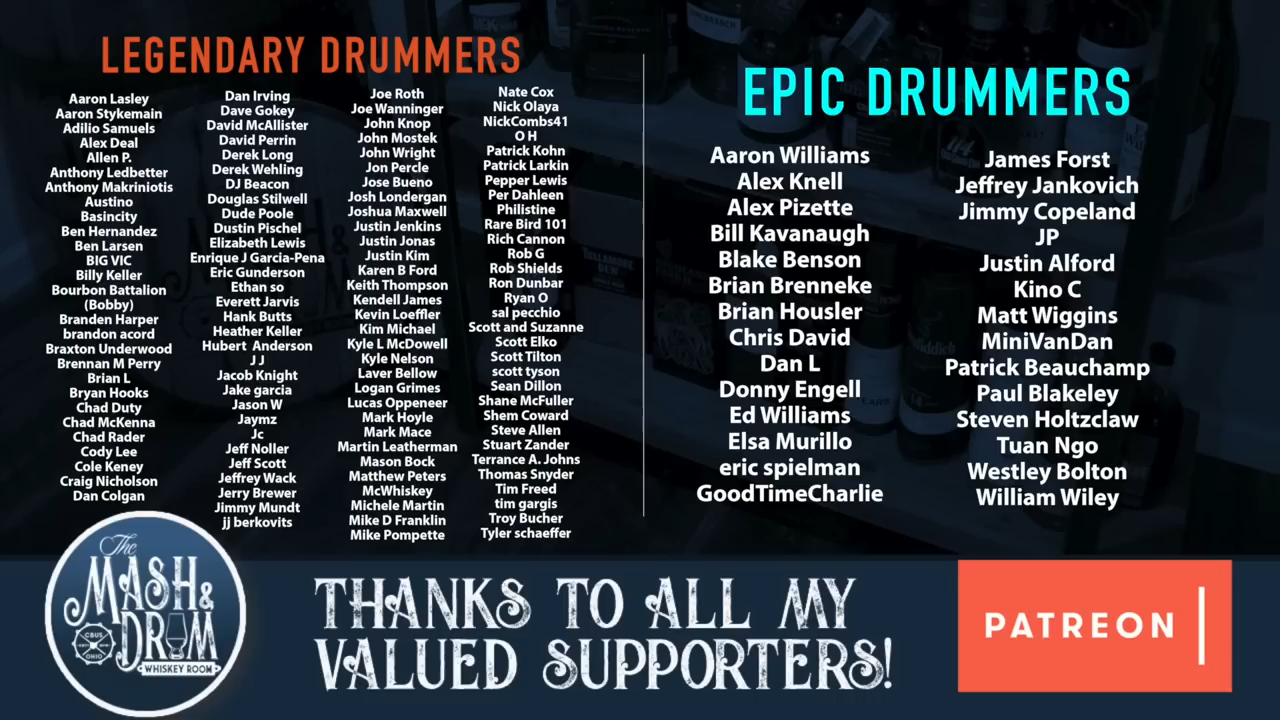 LEGENDARY DRUMMERS
Aaron Lasley
Aaron Stykemain
Adilio Samuels
Alex Deal
Allen P.
Anthony Ledbetter
Anthony Makriniotis
Austino
Basincity
Ben Hernandez
Ben Larsen
BIG VIC
Billy Keller
Bourbon Battalion
(Bobby)
Branden Harper
brandon acord
Braxton Underwood
Brennan M Perry
Brian L
Bryan Hooks
Chad Duty
Chad McKenna
Chad Rader
Cody Lee
Cole Keney
Craig Nicholson
Dan Colgan
Dan Irving
Dave Gokey
David McAllister
David Perrin
Derek Long
Derek Wehling
DJ Beacon
Douglas Stilwell
Dude Poole
Dustin Pischel
Elizabeth Lewis
Enrique J Garcia-Pena
Eric Gunderson
Ethan so
Everett Jarvis
Hank Butts
Heather Keller
Hubert  Anderson
J J
Jacob Knight
Jake garcia
Jason W
Jaymz
Jc
Jeff Noller
Jeff Scott
Jeffrey Wack
Jerry Brewer
Jimmy Mundt
jj berkovits
Joe Roth
Joe Wanninger
John Knop
John Mostek
John Wright
Jon Percle
Jose Bueno
Josh Londergan
Joshua Maxwell
Justin Jenkins
Justin Jonas
Justin Kim
Karen B Ford
Keith Thompson
Kendell James
Kevin Loeffler
Kim Michael
Kyle L McDowell
Kyle Nelson
Laver Bellow
Logan Grimes
Lucas Oppeneer
Mark Hoyle
Mark Mace
Martin Leatherman
Mason Bock
Matthew Peters
McWhiskey
Michele Martin
Mike D Franklin
Mike Pompette
Nate Cox
Nick Olaya
NickCombs41
O H
Patrick Kohn
Patrick Larkin
Pepper Lewis
Per Dahleen
Philistine
Rare Bird 101
Rich Cannon
Rob G
Rob Shields
Ron Dunbar
Ryan O
sal pecchio
Scott and Suzanne
Scott Elko
Scott Tilton
scott tyson
Sean Dillon
Shane McFuller
Shem Coward
Steve Allen
Stuart Zander
Terrance A. Johns
Thomas Snyder
Tim Freed
tim gargis
Troy Bucher
Tyler schaeffer
EPIC DRUMMERS
Aaron Williams
Alex Knell
Alex Pizette
Bill Kavanaugh
Blake Benson
Brian Brenneke
Brian Housler
Chris David
Dan L
Donny Engell
Ed Williams
Elsa Murillo
eric spielman
GoodTimeCharlie
James Forst
Jeffrey Jankovich
Jimmy Copeland
JP
Justin Alford
Kino C
Matt Wiggins
MiniVanDan
Patrick Beauchamp
Paul Blakeley
Steven Holtzclaw
Tuan Ngo
Westley Bolton
William Wiley
The
MASH &
DRUM
CBUS
OHIO
WHISKEY ROOM
THANKS TO ALL MY
VALUED SUPPORTERS!
PATREON